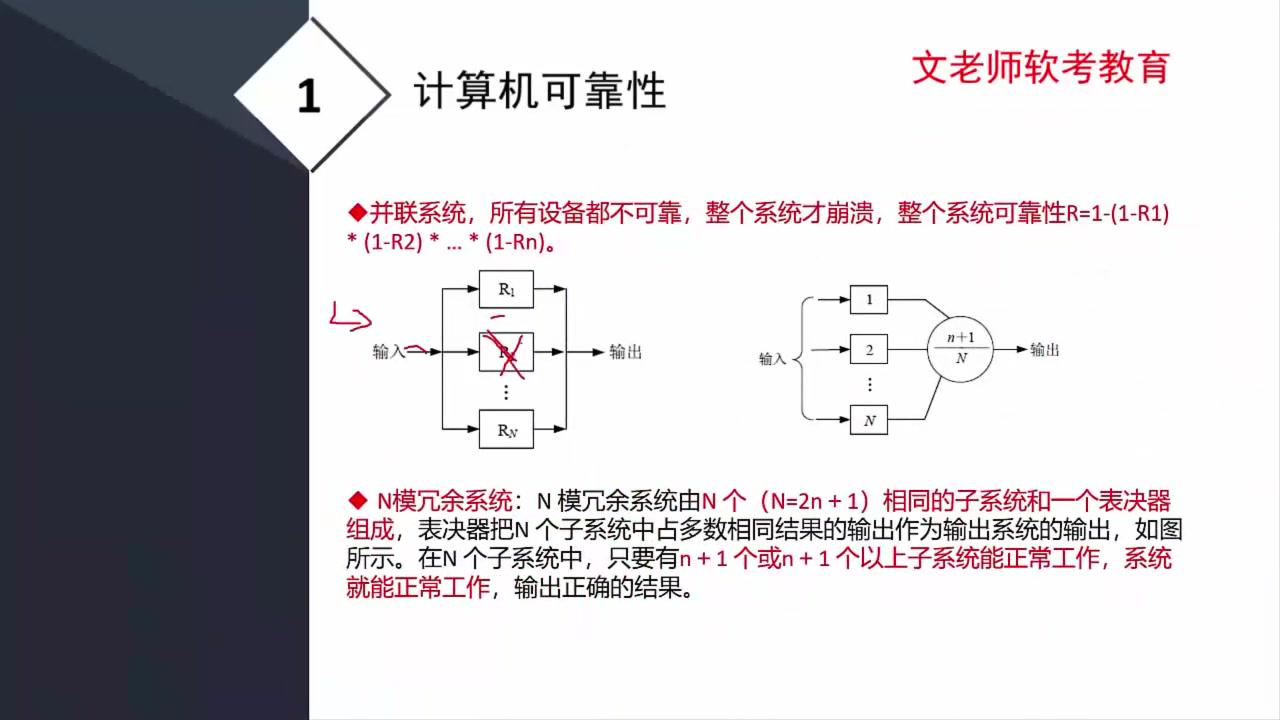 文老师软考教育
1
计算机可靠性
◆并联系统，所有设备都不可靠，整个系统才崩溃，整个系统可靠性R=1-(1-R1)
* (1-R2) * ... * (1-Rn)。
R1
输入
输出
⋮
RN
1
2
⋮
N
输入
n+1
N
输出
◆ N模冗余系统：N 模冗余系统由N 个（N=2n + 1）相同的子系统和一个表决器
组成，表决器把N 个子系统中占多数相同结果的输出作为输出系统的输出，如图
所示。在N 个子系统中，只要有n + 1 个或n + 1 个以上子系统能正常工作，系统
就能正常工作，输出正确的结果。